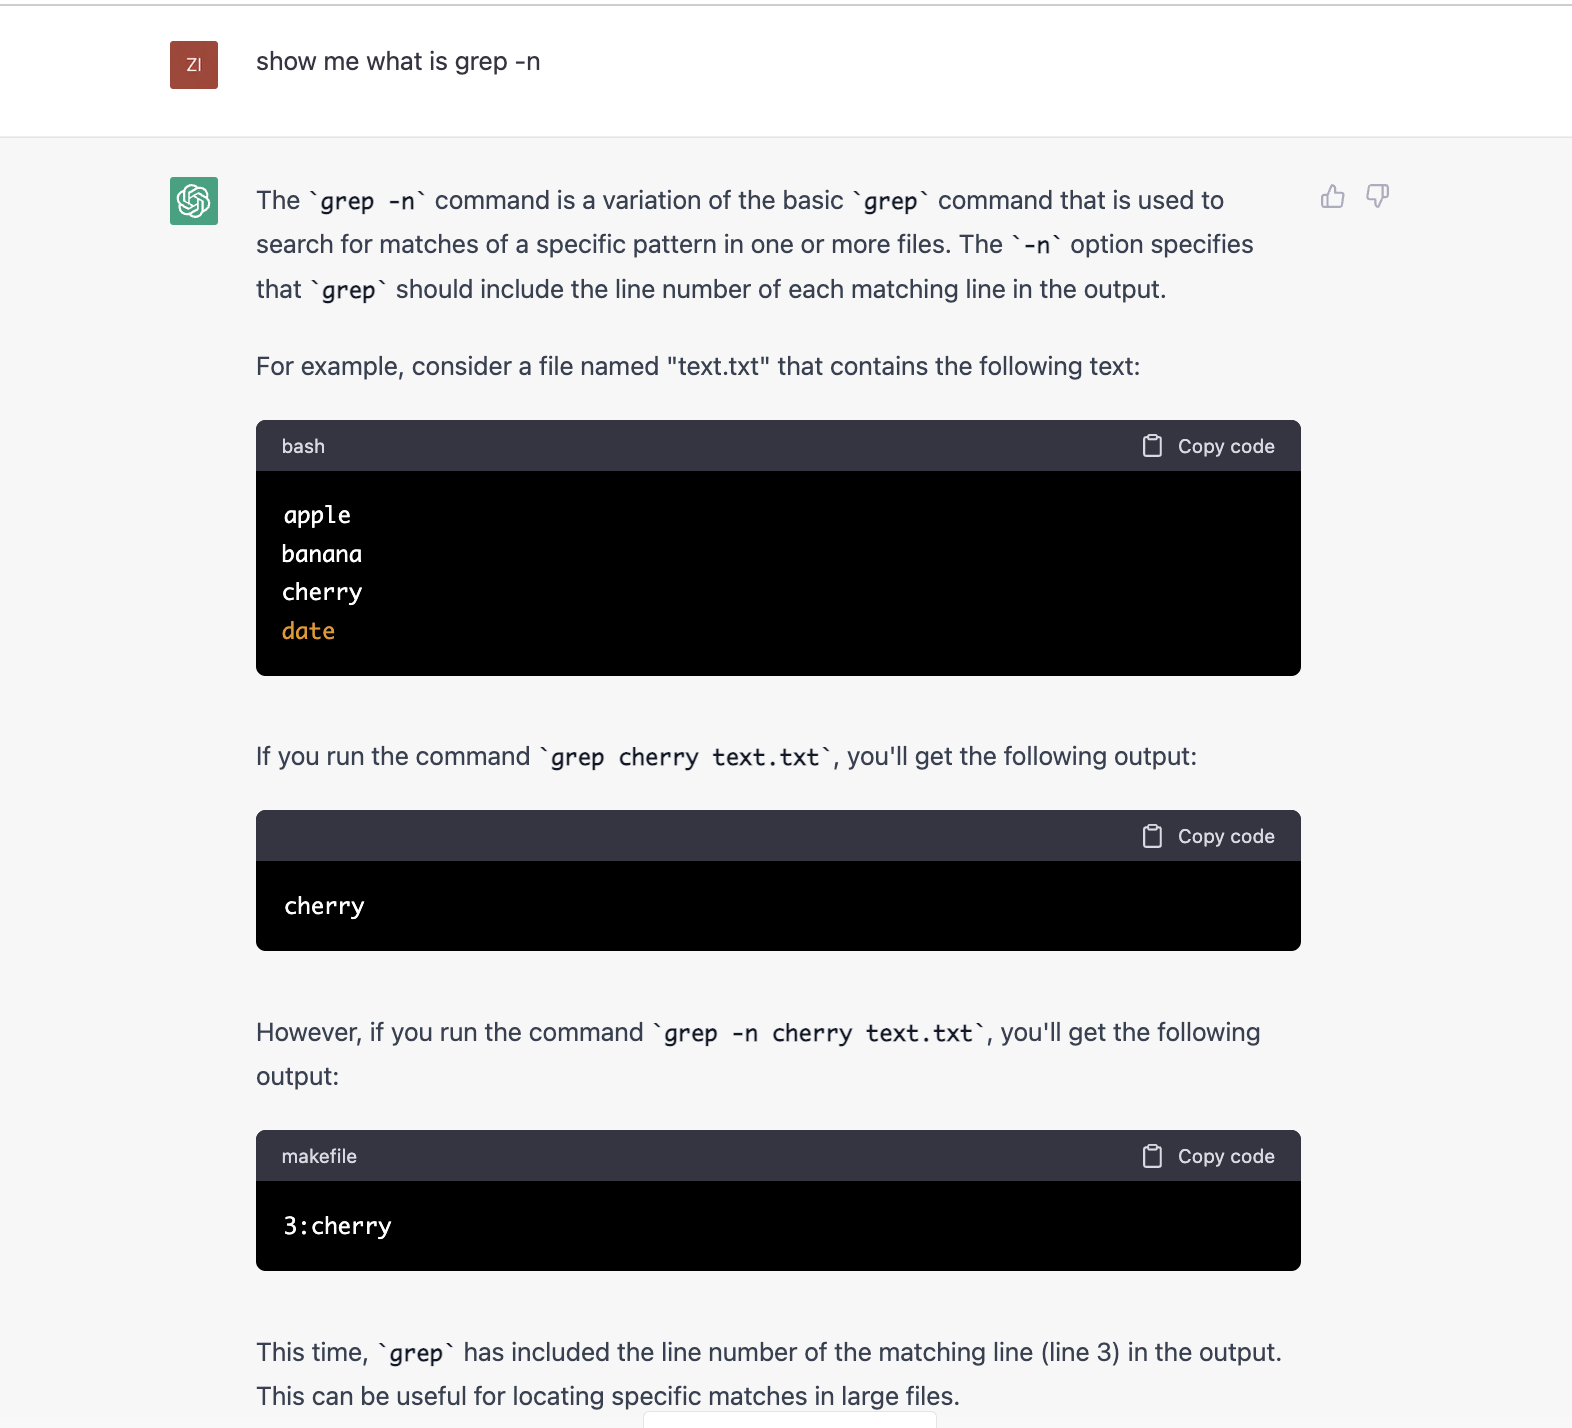 ZI
show me what is grep -n
The `grep -n` command is a variation of the basic `grep` command that is used to
search for matches of a specific pattern in one or more files. The `-n` option specifies
that `grep` should include the line number of each matching line in the output.
For example, consider a file named "text.txt" that contains the following text:
bash
Copy code
apple
banana
cherry
date
If you run the command `grep cherry text.txt`, you'll get the following output:
Copy code
cherry
However, if you run the command `grep -n cherry text.txt`, you'll get the following
output:
makefile
Copy code
3:cherry
This time, `grep` has included the line number of the matching line (line 3) in the output.
This can be useful for locating specific matches in large files.